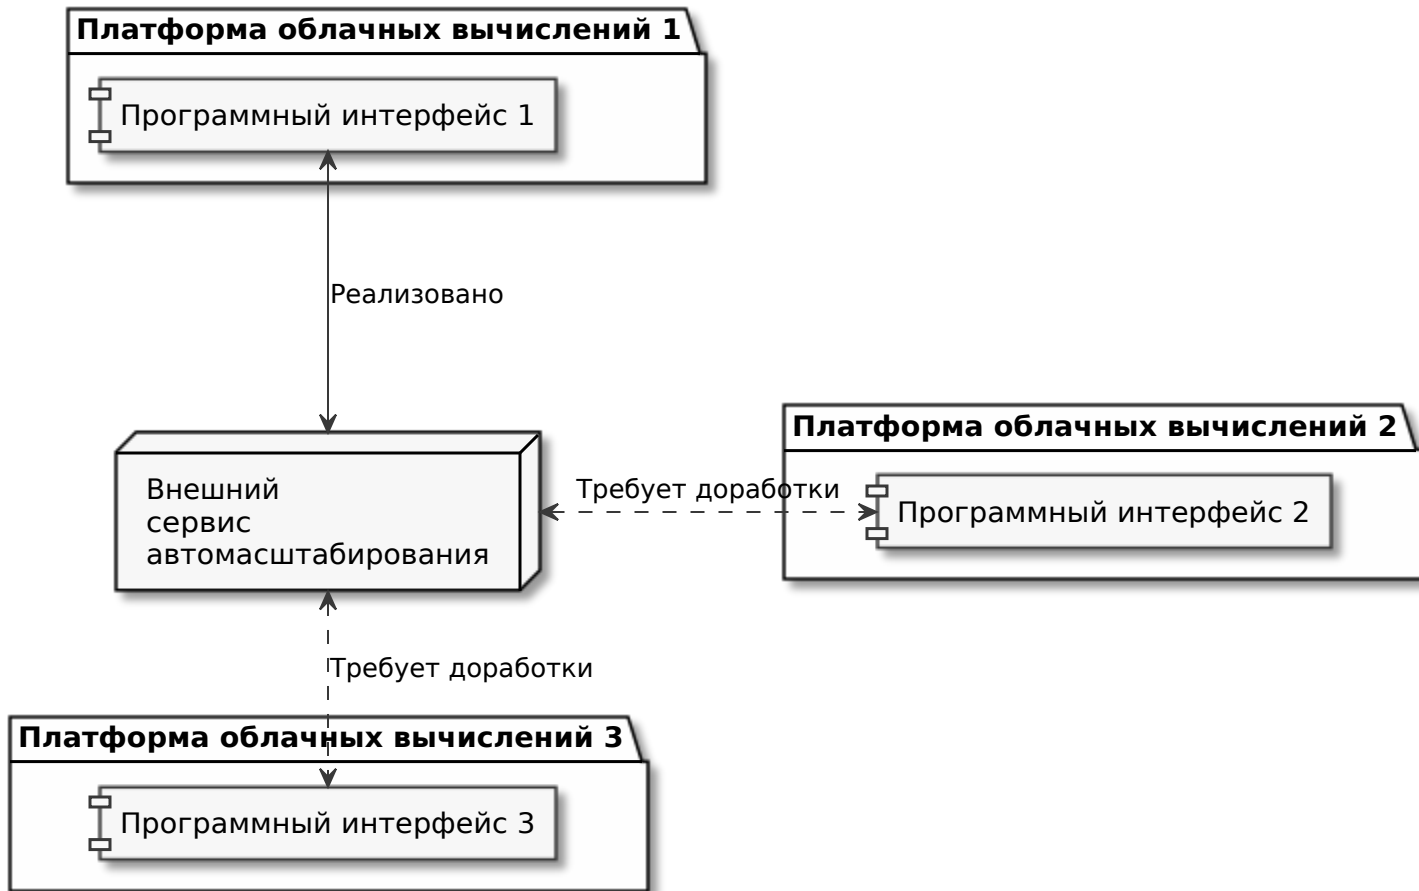 Платформа облачных вычислений 1
Программный интерфейс 1
Реализовано
Внешний
сервис
автомасштабирования
Требует доработки
Платформа облачных вычислений 2
Программный интерфейс 2
Требует доработки
Платформа облачных вычислений 3
Программный интерфейс 3